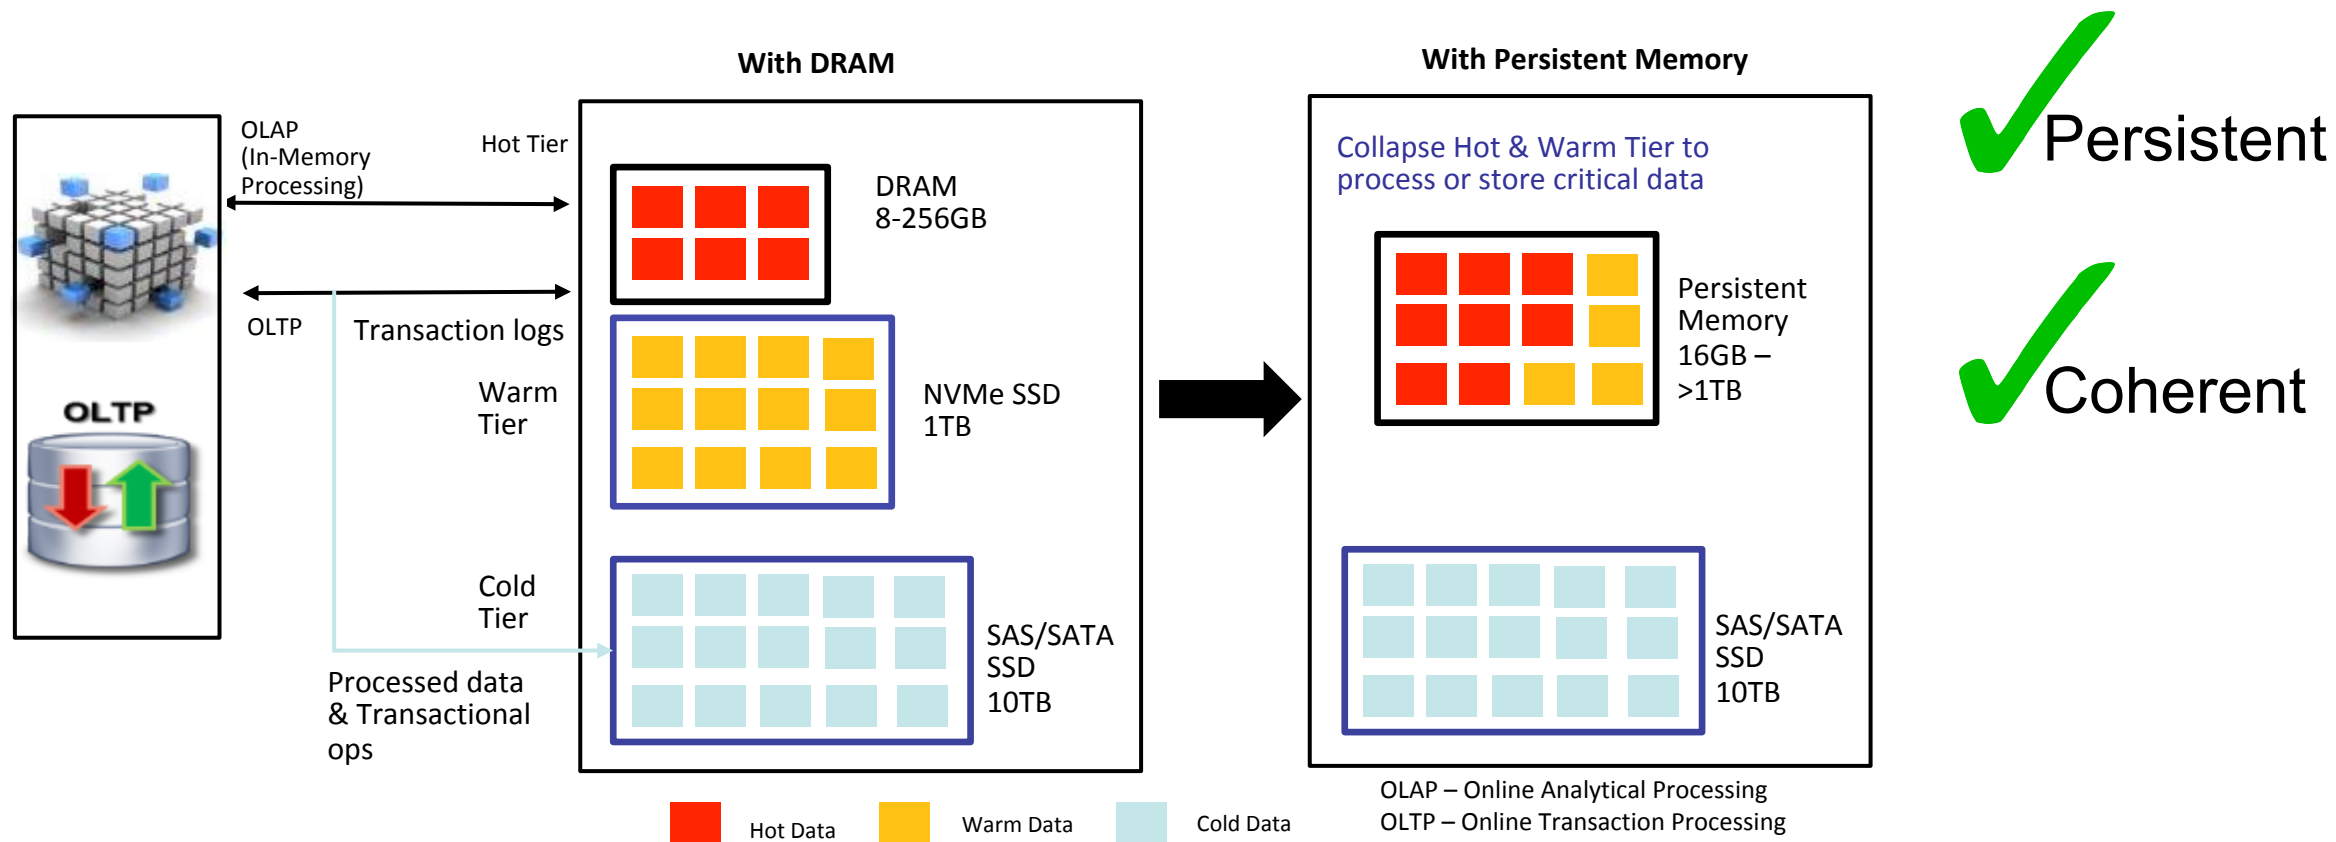 With DRAM
With Persistent Memory
OLAP
(In-Memory
Processing)
Hot Tier
OLTP
Transaction logs
Warm
Tier
Cold
Tier
Processed data
& Transactional
ops
OLTP
DRAM
8-256GB
NVMe SSD
1TB
SAS/SATA
SSD
10TB
Collapse Hot & Warm Tier to
process or store critical data
Persistent
Memory
16GB –
>1TB
SAS/SATA
SSD
10TB
Persistent
Coherent
Hot Data
Warm Data
Cold Data
OLAP – Online Analytical Processing
OLTP – Online Transaction Processing